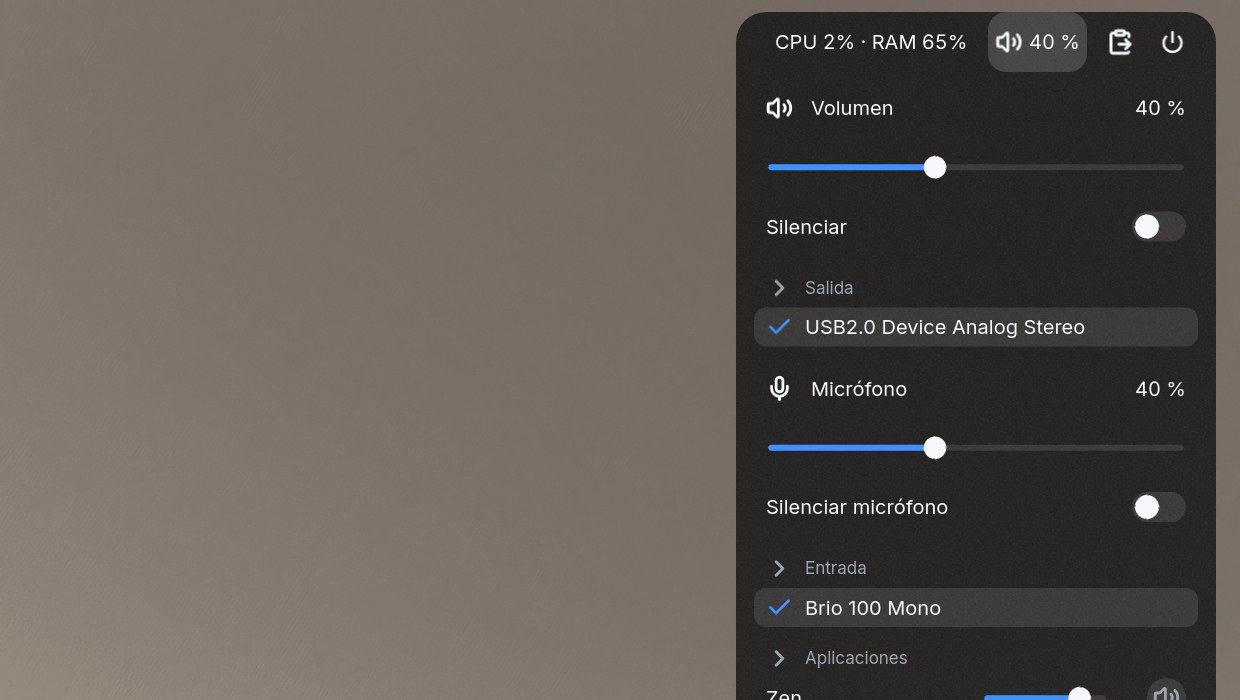 CPU 2% · RAM 65% 40 %
Volumen 40 %
Silenciar
Salida
USB2.0 Device Analog Stereo
Micrófono 40 %
Silenciar micrófono
Entrada
Brio 100 Mono
Aplicaciones
Zen